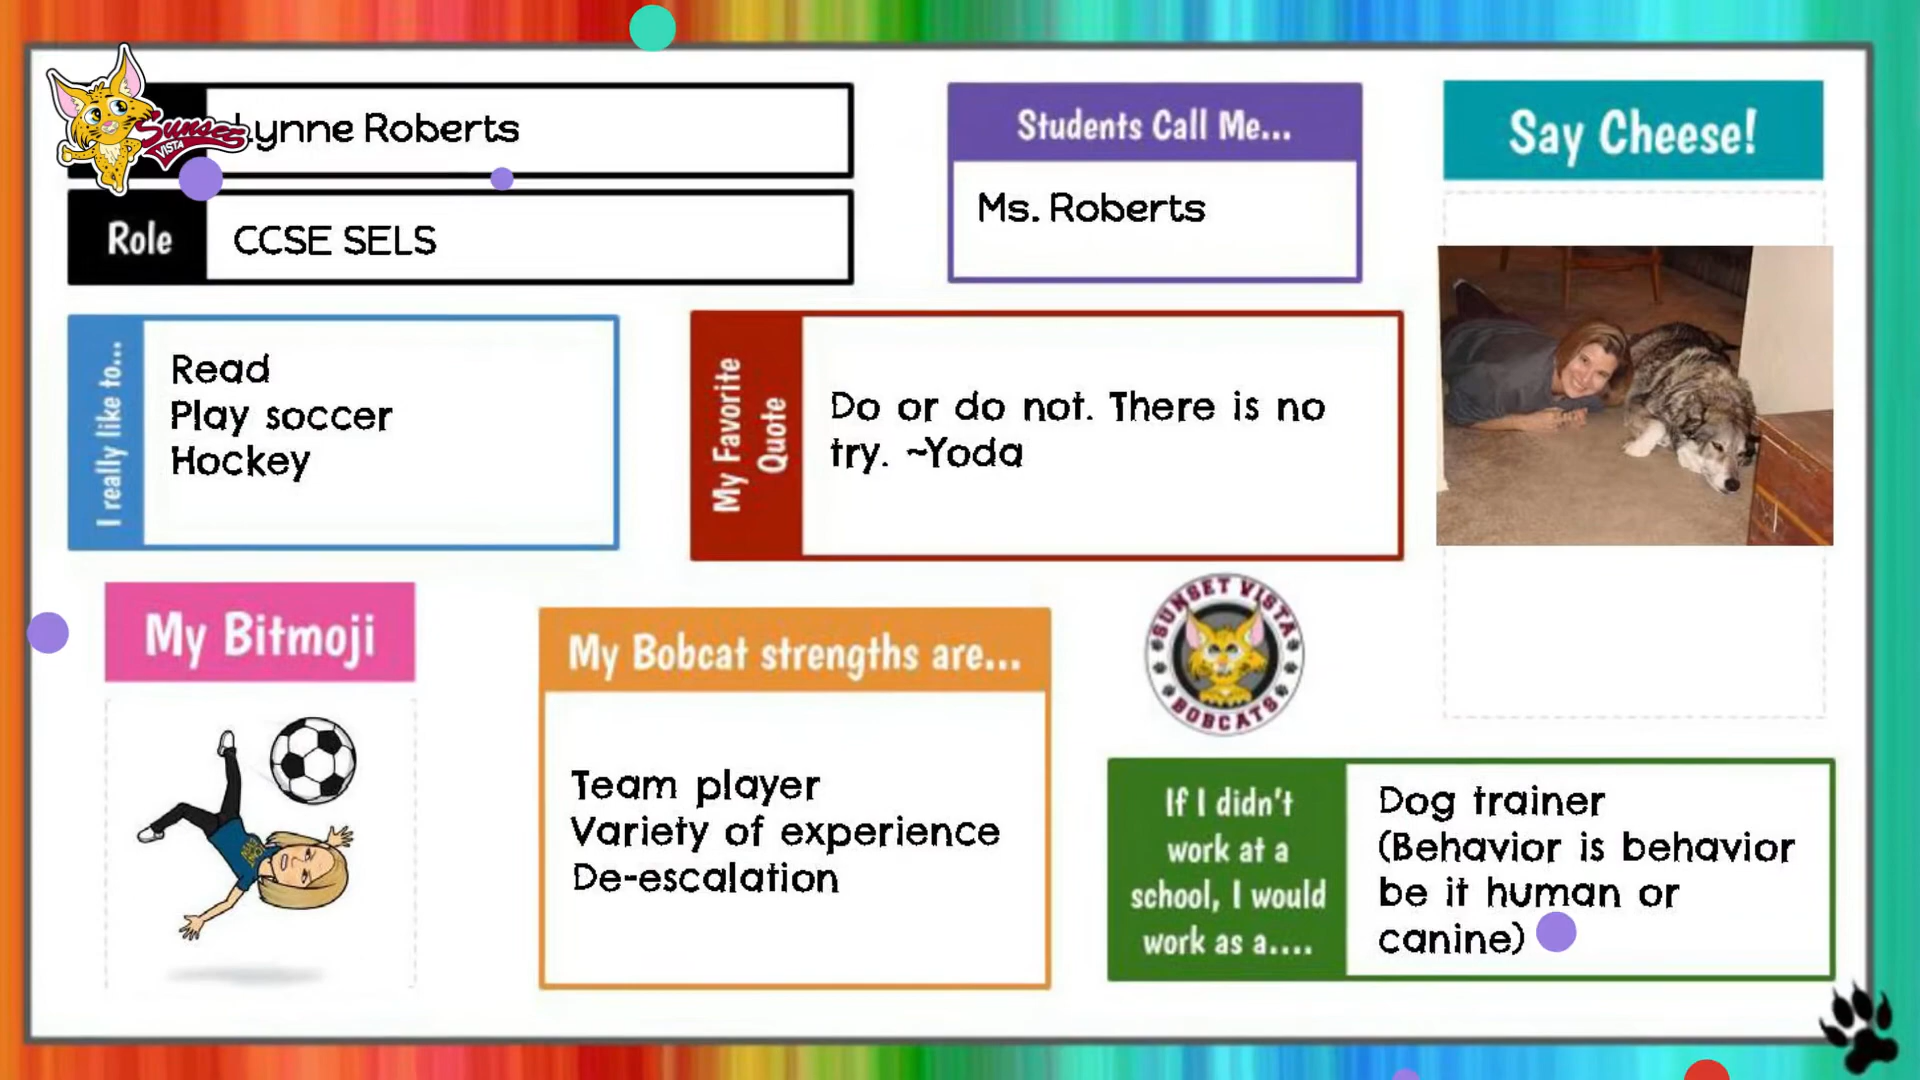 Sunset
VISTA
Lynne Roberts
Role
CCSE SELS
Students Call Me...
Ms. Roberts
Say Cheese!
I really like to...
Read
Play soccer
Hockey
My Favorite
Quote
Do or do not. There is no
try. ~Yoda
My Bitmoji
My Bobcat strengths are...
Team player
Variety of experience
De-escalation
SUNSET VISTA
BOBCATS
If I didn't
work at a
school, I would
work as a....
Dog trainer
(Behavior is behavior
be it human or
canine)